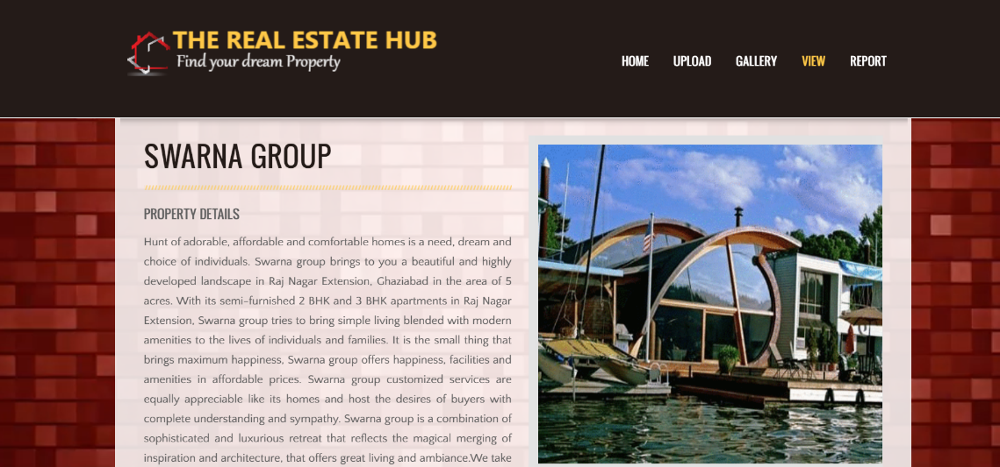 THE REAL ESTATE HUB
Find your dream Property
HOME UPLOAD GALLERY VIEW REPORT
SWARNA GROUP
PROPERTY DETAILS
Hunt of adorable, affordable and comfortable homes is a need, dream and
choice of individuals. Swarna group brings to you a beautiful and highly
developed landscape in Raj Nagar Extension, Ghaziabad in the area of 5
acres. With its semi-furnished 2 BHK and 3 BHK apartments in Raj Nagar
Extension, Swarna group tries to bring simple living blended with modern
amenities to the lives of individuals and families. It is the small thing that
brings maximum happiness, Swarna group offers happiness, facilities and
amenities in affordable prices. Swarna group customized services are
equally appreciable like its homes and host the desires of buyers with
complete understanding and sympathy. Swarna group is a combination of
sophisticated and luxurious retreat that reflects the magical merging of
inspiration and architecture, that offers great living and ambiance.We take